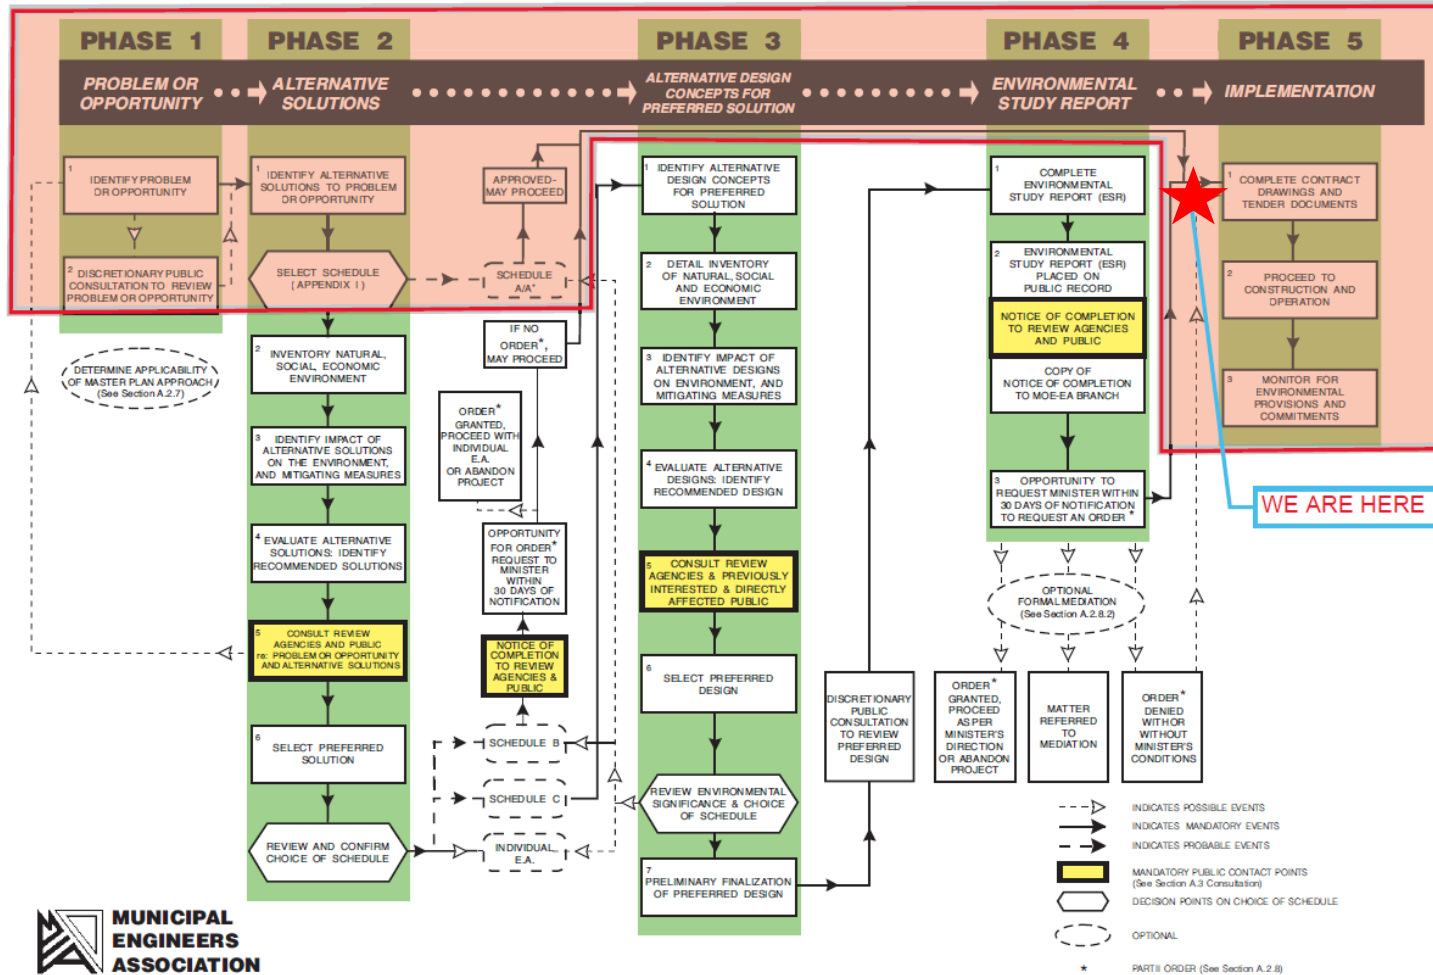 PHASE 1
PHASE 2
PHASE 3
PHASE 4
PHASE 5
PROBLEM OR
OPPORTUNITY
ALTERNATIVE
SOLUTIONS
ALTERNATIVE DESIGN
CONCEPTS FOR
PREFERRED SOLUTION
ENVIRONMENTAL
STUDY REPORT
IMPLEMENTATION
1
IDENTIFY PROBLEM
OR OPPORTUNITY
2
DISCRETIONARY PUBLIC
CONSULTATION TO REVIEW
PROBLEM OR OPPORTUNITY
DETERMINE APPLICABILITY
OF MASTER PLAN APPROACH
(See Section A.2.7)
1
IDENTIFY ALTERNATIVE
SOLUTIONS TO PROBLEM
OR OPPORTUNITY
SELECT SCHEDULE
(APPENDIX I)
2
INVENTORY NATURAL,
SOCIAL, ECONOMIC
ENVIRONMENT
3
IDENTIFY IMPACT OF
ALTERNATIVE SOLUTIONS
ON THE ENVIRONMENT,
AND MITIGATING MEASURES
4
EVALUATE ALTERNATIVE
SOLUTIONS: IDENTIFY
RECOMMENDED SOLUTIONS
5
CONSULT REVIEW
AGENCIES AND PUBLIC
re: PROBLEM OR OPPORTUNITY
AND ALTERNATIVE SOLUTIONS
6
SELECT PREFERRED
SOLUTION
REVIEW AND CONFIRM
CHOICE OF SCHEDULE
APPROVED-
MAY PROCEED
SCHEDULE
A/A+
IF NO
ORDER*,
MAY PROCEED
ORDER*
GRANTED,
PROCEED WITH
INDIVIDUAL
E.A.
OR ABANDON
PROJECT
OPPORTUNITY
FOR ORDER*
REQUEST TO
MINISTER
WITHIN
30 DAYS OF
NOTIFICATION
NOTICE OF
COMPLETION
TO REVIEW
AGENCIES &
PUBLIC
SCHEDULE B
SCHEDULE C
INDIVIDUAL
E.A.
1
IDENTIFY ALTERNATIVE
DESIGN CONCEPTS
FOR PREFERRED
SOLUTION
2
DETAIL INVENTORY
OF NATURAL, SOCIAL
AND ECONOMIC
ENVIRONMENT
3
IDENTIFY IMPACT OF
ALTERNATIVE DESIGNS
ON ENVIRONMENT, AND
MITIGATING MEASURES
4
EVALUATE ALTERNATIVE
DESIGNS: IDENTIFY
RECOMMENDED DESIGN
5
CONSULT REVIEW
AGENCIES & PREVIOUSLY
INTERESTED & DIRECTLY
AFFECTED PUBLIC
6
SELECT PREFERRED
DESIGN
REVIEW ENVIRONMENTAL
SIGNIFICANCE & CHOICE
OF SCHEDULE
7
PRELIMINARY FINALIZATION
OF PREFERRED DESIGN
DISCRETIONARY
PUBLIC
CONSULTATION
TO REVIEW
PREFERRED
DESIGN
1
COMPLETE
ENVIRONMENTAL
STUDY REPORT (ESR)
2
ENVIRONMENTAL
STUDY REPORT (ESR)
PLACED ON
PUBLIC RECORD
NOTICE OF COMPLETION
TO REVIEW AGENCIES
AND PUBLIC
COPY OF
NOTICE OF COMPLETION
TO MOE-EA BRANCH
3
OPPORTUNITY TO
REQUEST MINISTER WITHIN
30 DAYS OF NOTIFICATION
TO REQUEST AN ORDER*
OPTIONAL
FORMAL MEDIATION
(See Section A.2.8.2)
ORDER*
GRANTED,
PROCEED
AS PER
MINISTER'S
DIRECTION
OR ABANDON
PROJECT
MATTER
REFERRED
TO
MEDIATION
ORDER*
DENIED
WITH OR
WITHOUT
MINISTER'S
CONDITIONS
1
COMPLETE CONTRACT
DRAWINGS AND
TENDER DOCUMENTS
2
PROCEED TO
CONSTRUCTION AND
OPERATION
3
MONITOR FOR
ENVIRONMENTAL
PROVISIONS AND
COMMITMENTS
WE ARE HERE
INDICATES POSSIBLE EVENTS
INDICATES MANDATORY EVENTS
INDICATES PROBABLE EVENTS
MANDATORY PUBLIC CONTACT POINTS
(See Section A.3 Consultation)
DECISION POINTS ON CHOICE OF SCHEDULE
OPTIONAL
* PART II ORDER (See Section A.2.8)
MUNICIPAL
ENGINEERS
ASSOCIATION